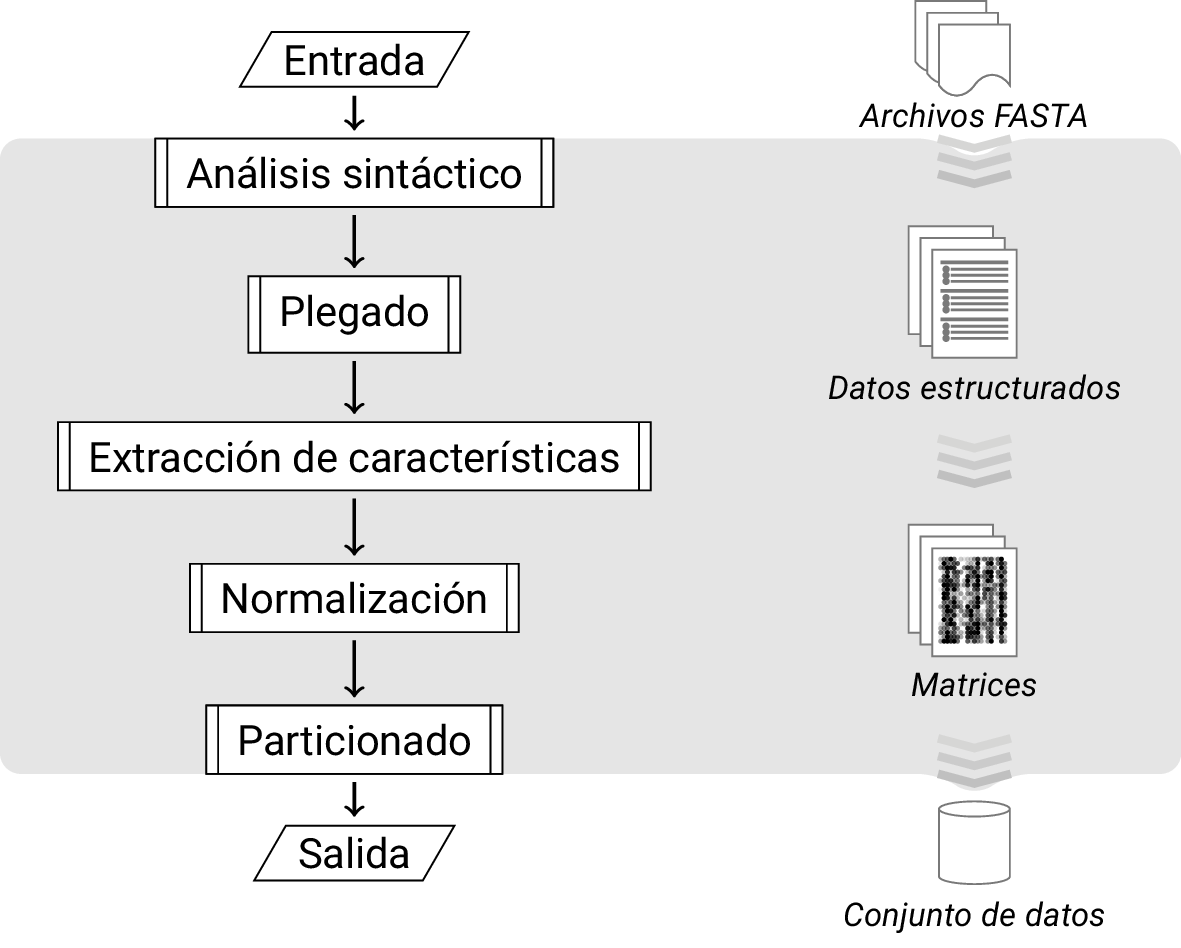 Entrada
Análisis sintáctico
Plegado
Extracción de características
Normalización
Particionado
Salida
Archivos FASTA
Datos estructurados
Matrices
Conjunto de datos